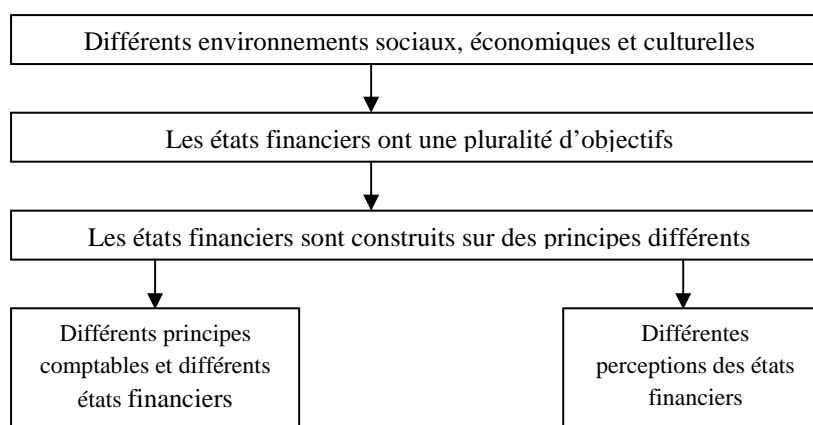 Différents environnements sociaux, économiques et culturelles
Les états financiers ont une pluralité d’objectifs
Les états financiers sont construits sur des principes différents
Différents principes
comptables et différents
états financiers
Différentes
perceptions des états
financiers